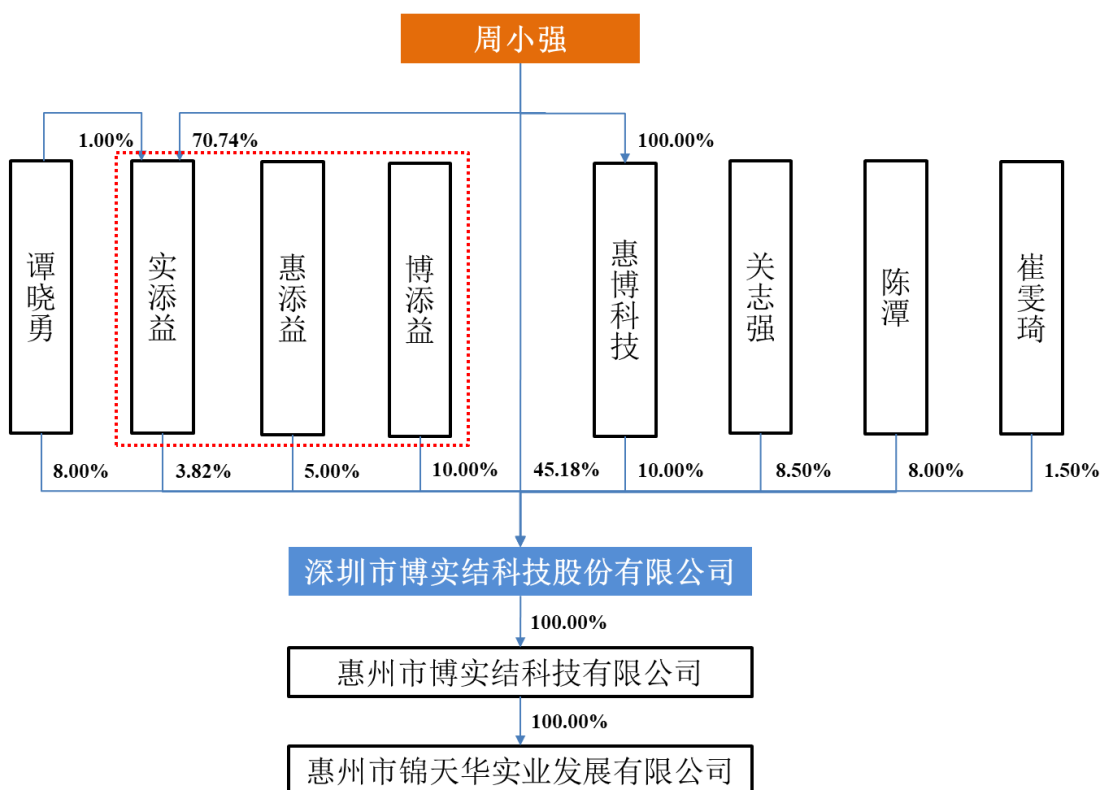 周小强
1.00%
70.74%
100.00%
谭晓勇
实添益
惠添益
博添益
惠博科技
关志强
陈潭
崔雯琦
8.00%
3.82%
5.00%
10.00%
45.18%
10.00%
8.50%
8.00%
1.50%
深圳市博实结科技股份有限公司
100.00%
惠州市博实结科技有限公司
100.00%
惠州市锦天华实业发展有限公司